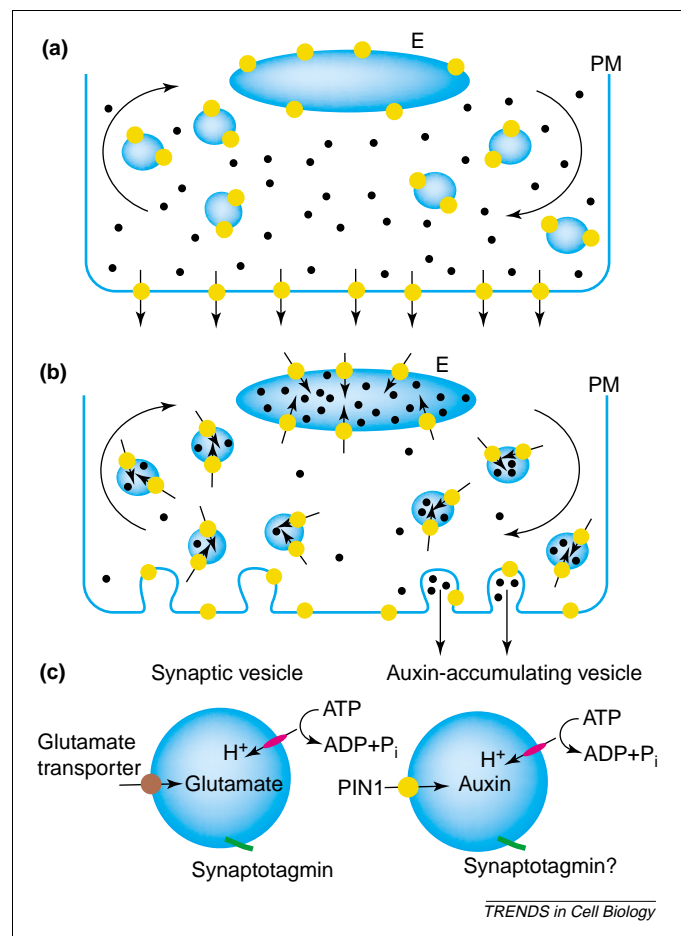 (a)
E
PM
(b)
E
PM
(c)
Synaptic vesicle
Auxin-accumulating vesicle
Glutamate
transporter
H+
ATP
ADP+Pi
Glutamate
Synaptotagmin
PIN1
H+
ATP
ADP+Pi
Auxin
Synaptotagmin?
TRENDS in Cell Biology